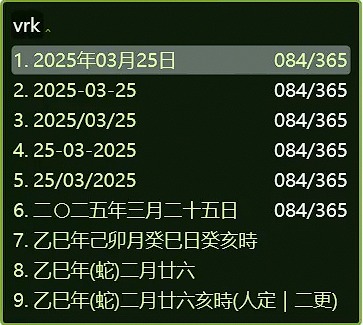 vrk‸
1. 2025年03月25日 084/365
2. 2025-03-25 084/365
3. 2025/03/25 084/365
4. 25-03-2025 084/365
5. 25/03/2025 084/365
6. 二〇二五年三月二十五日 084/365
7. 乙巳年己卯月癸巳日癸亥時
8. 乙巳年(蛇)二月廿六
9. 乙巳年(蛇)二月廿六亥時(人定 | 二更)